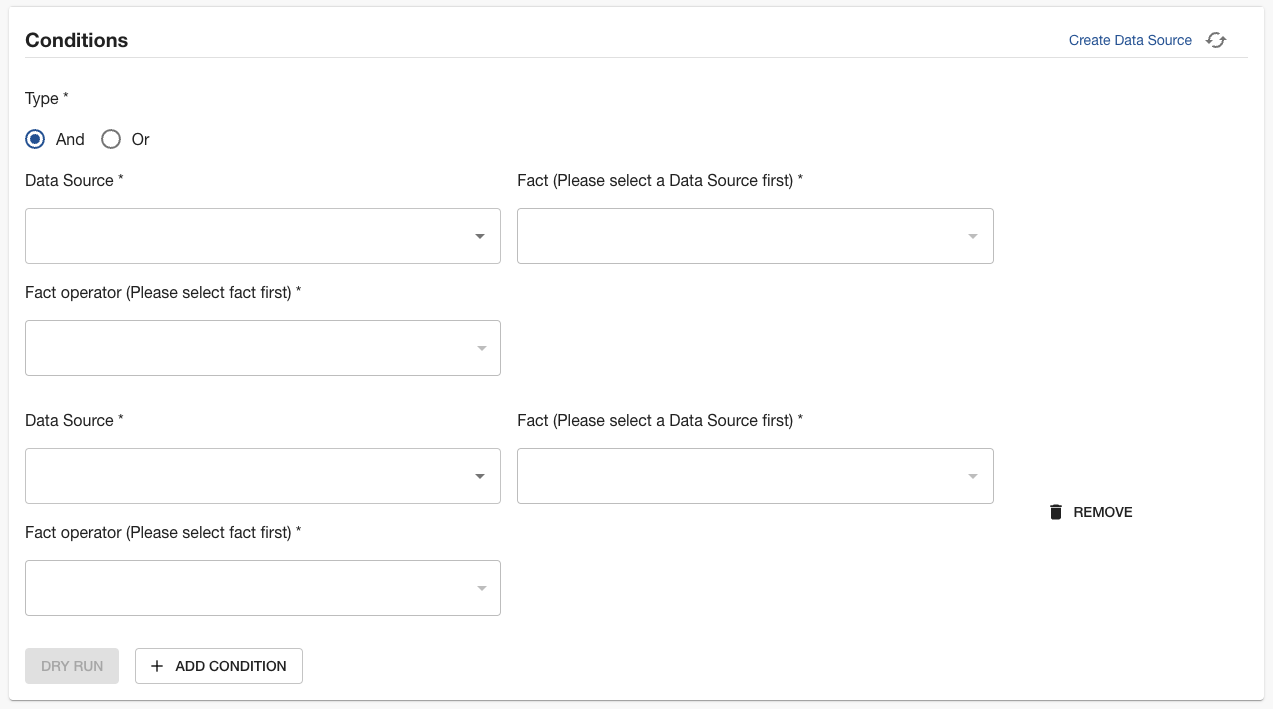 Conditions
Create Data Source
Type *
And
Or
Data Source *
Fact (Please select a Data Source first) *
Fact operator (Please select fact first) *
Data Source *
Fact (Please select a Data Source first) *
REMOVE
Fact operator (Please select fact first) *
DRY RUN
ADD CONDITION